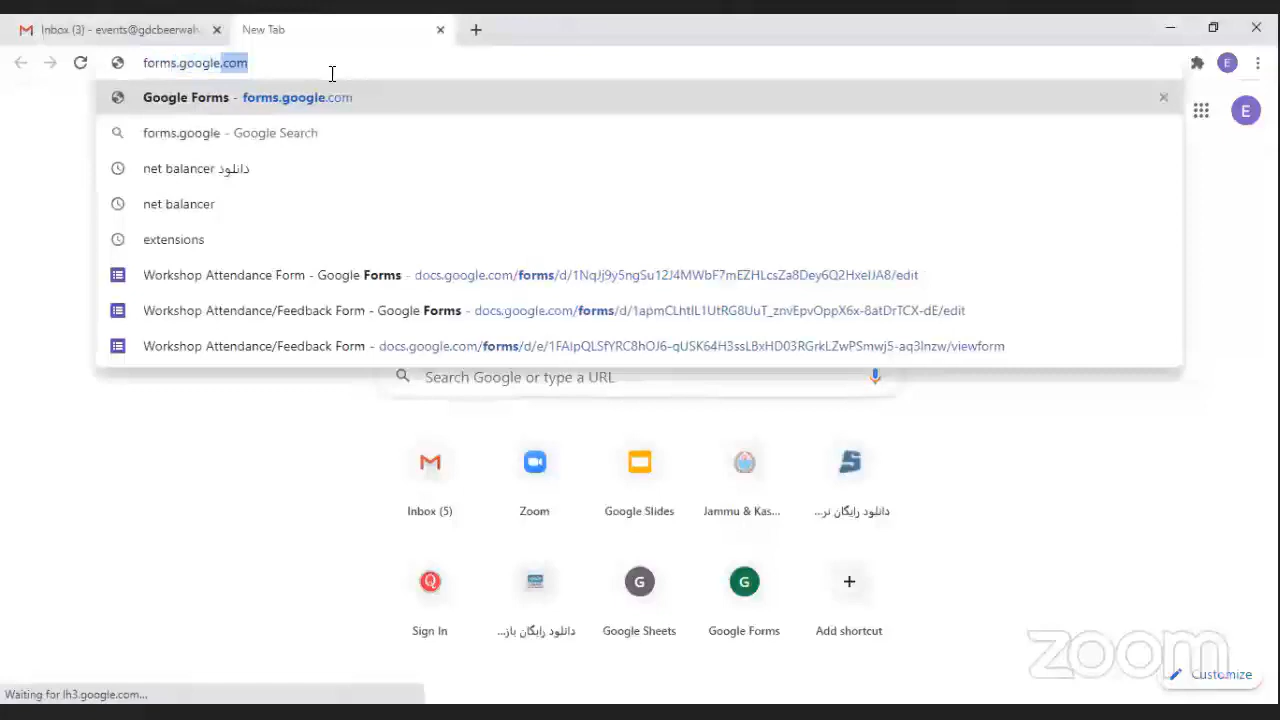 Inbox (3) - events@gdcbeerwah
New Tab
forms.google.com
E
Google Forms - forms.google.com
E
forms.google - Google Search
net balancer دانلود
net balancer
extensions
Workshop Attendance Form - Google Forms - docs.google.com/forms/d/1NqJj9y5ngSu12J4MWbF7mEZHLcsZa8Dey6Q2HxeIJA8/edit
Workshop Attendance/Feedback Form - Google Forms - docs.google.com/forms/d/1apmCLhtIL1UtRG8UuT_znvEpvOppX6x-8atDrTCX-dE/edit
Workshop Attendance/Feedback Form - docs.google.com/forms/d/e/1FAIpQLSfYRC8hOJ6-qUSK64H3ssLBxHD03RGrkLZwPSmwj5-aq3Inzw/viewform
Search Google or type a URL
Inbox (5)
Zoom
Google Slides
Jammu & Kas...
دانلود رایگان نر...
G
G
Sign In
دانلود رایگان باز...
Google Sheets
Google Forms
Add shortcut
zoom
Customize
Waiting for lh3.google.com...